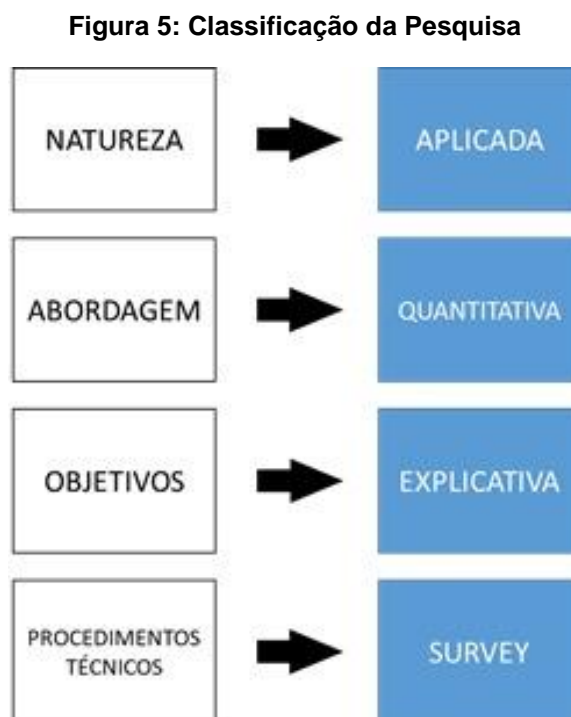 Figura 5: Classificação da Pesquisa
NATUREZA
APLICADA
ABORDAGEM
QUANTITATIVA
OBJETIVOS
EXPLICATIVA
PROCEDIMENTOS
TÉCNICOS
SURVEY